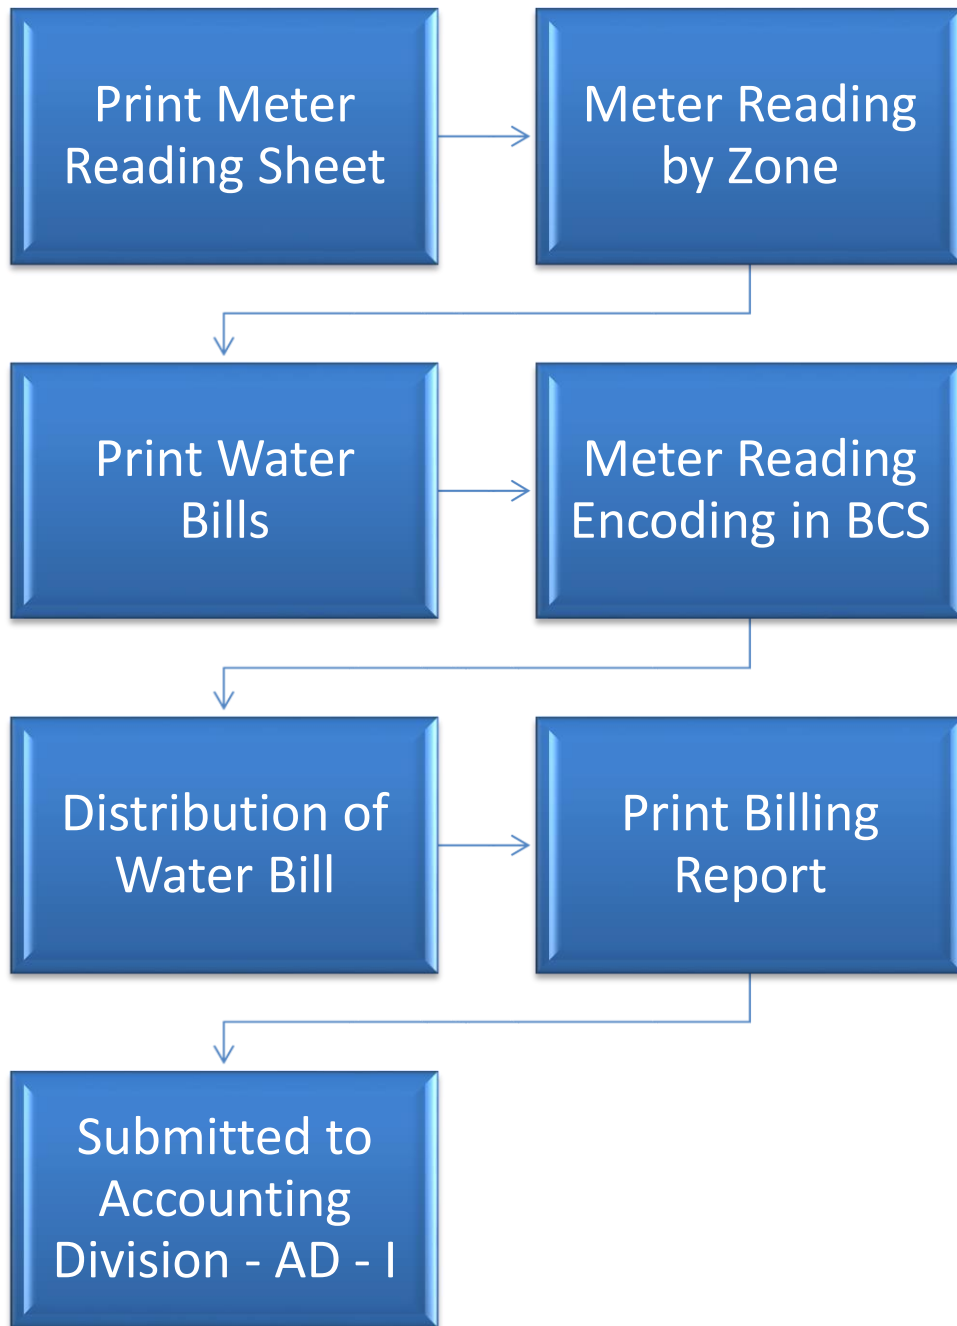 Print Meter
Reading Sheet
Meter Reading
by Zone
Print Water
Bills
Meter Reading
Encoding in BCS
Distribution of
Water Bill
Print Billing
Report
Submitted to
Accounting
Division - AD - I